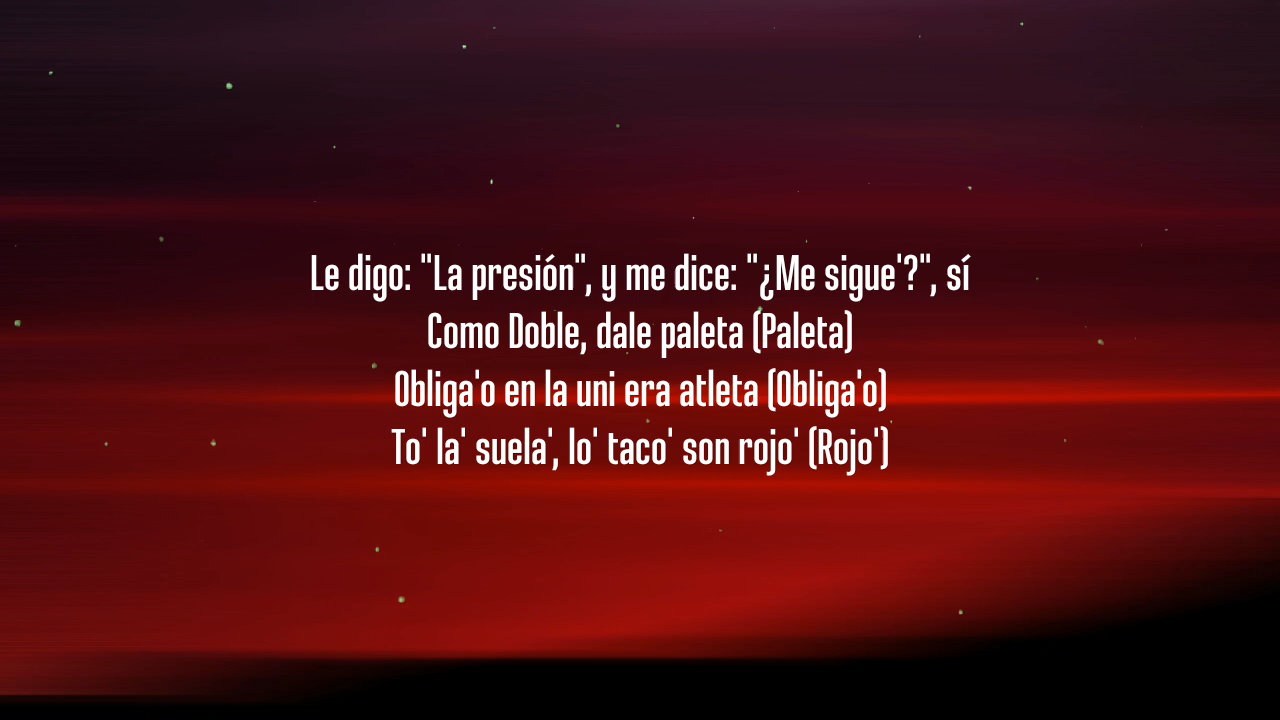 Le digo: "La presión", y me dice: "¿Me sigue'?", sí
Como Doble, dale paleta (Paleta)
Obliga'o en la uni era atleta (Obliga'o)
To' la' suela', lo' taco' son rojo' (Rojo')